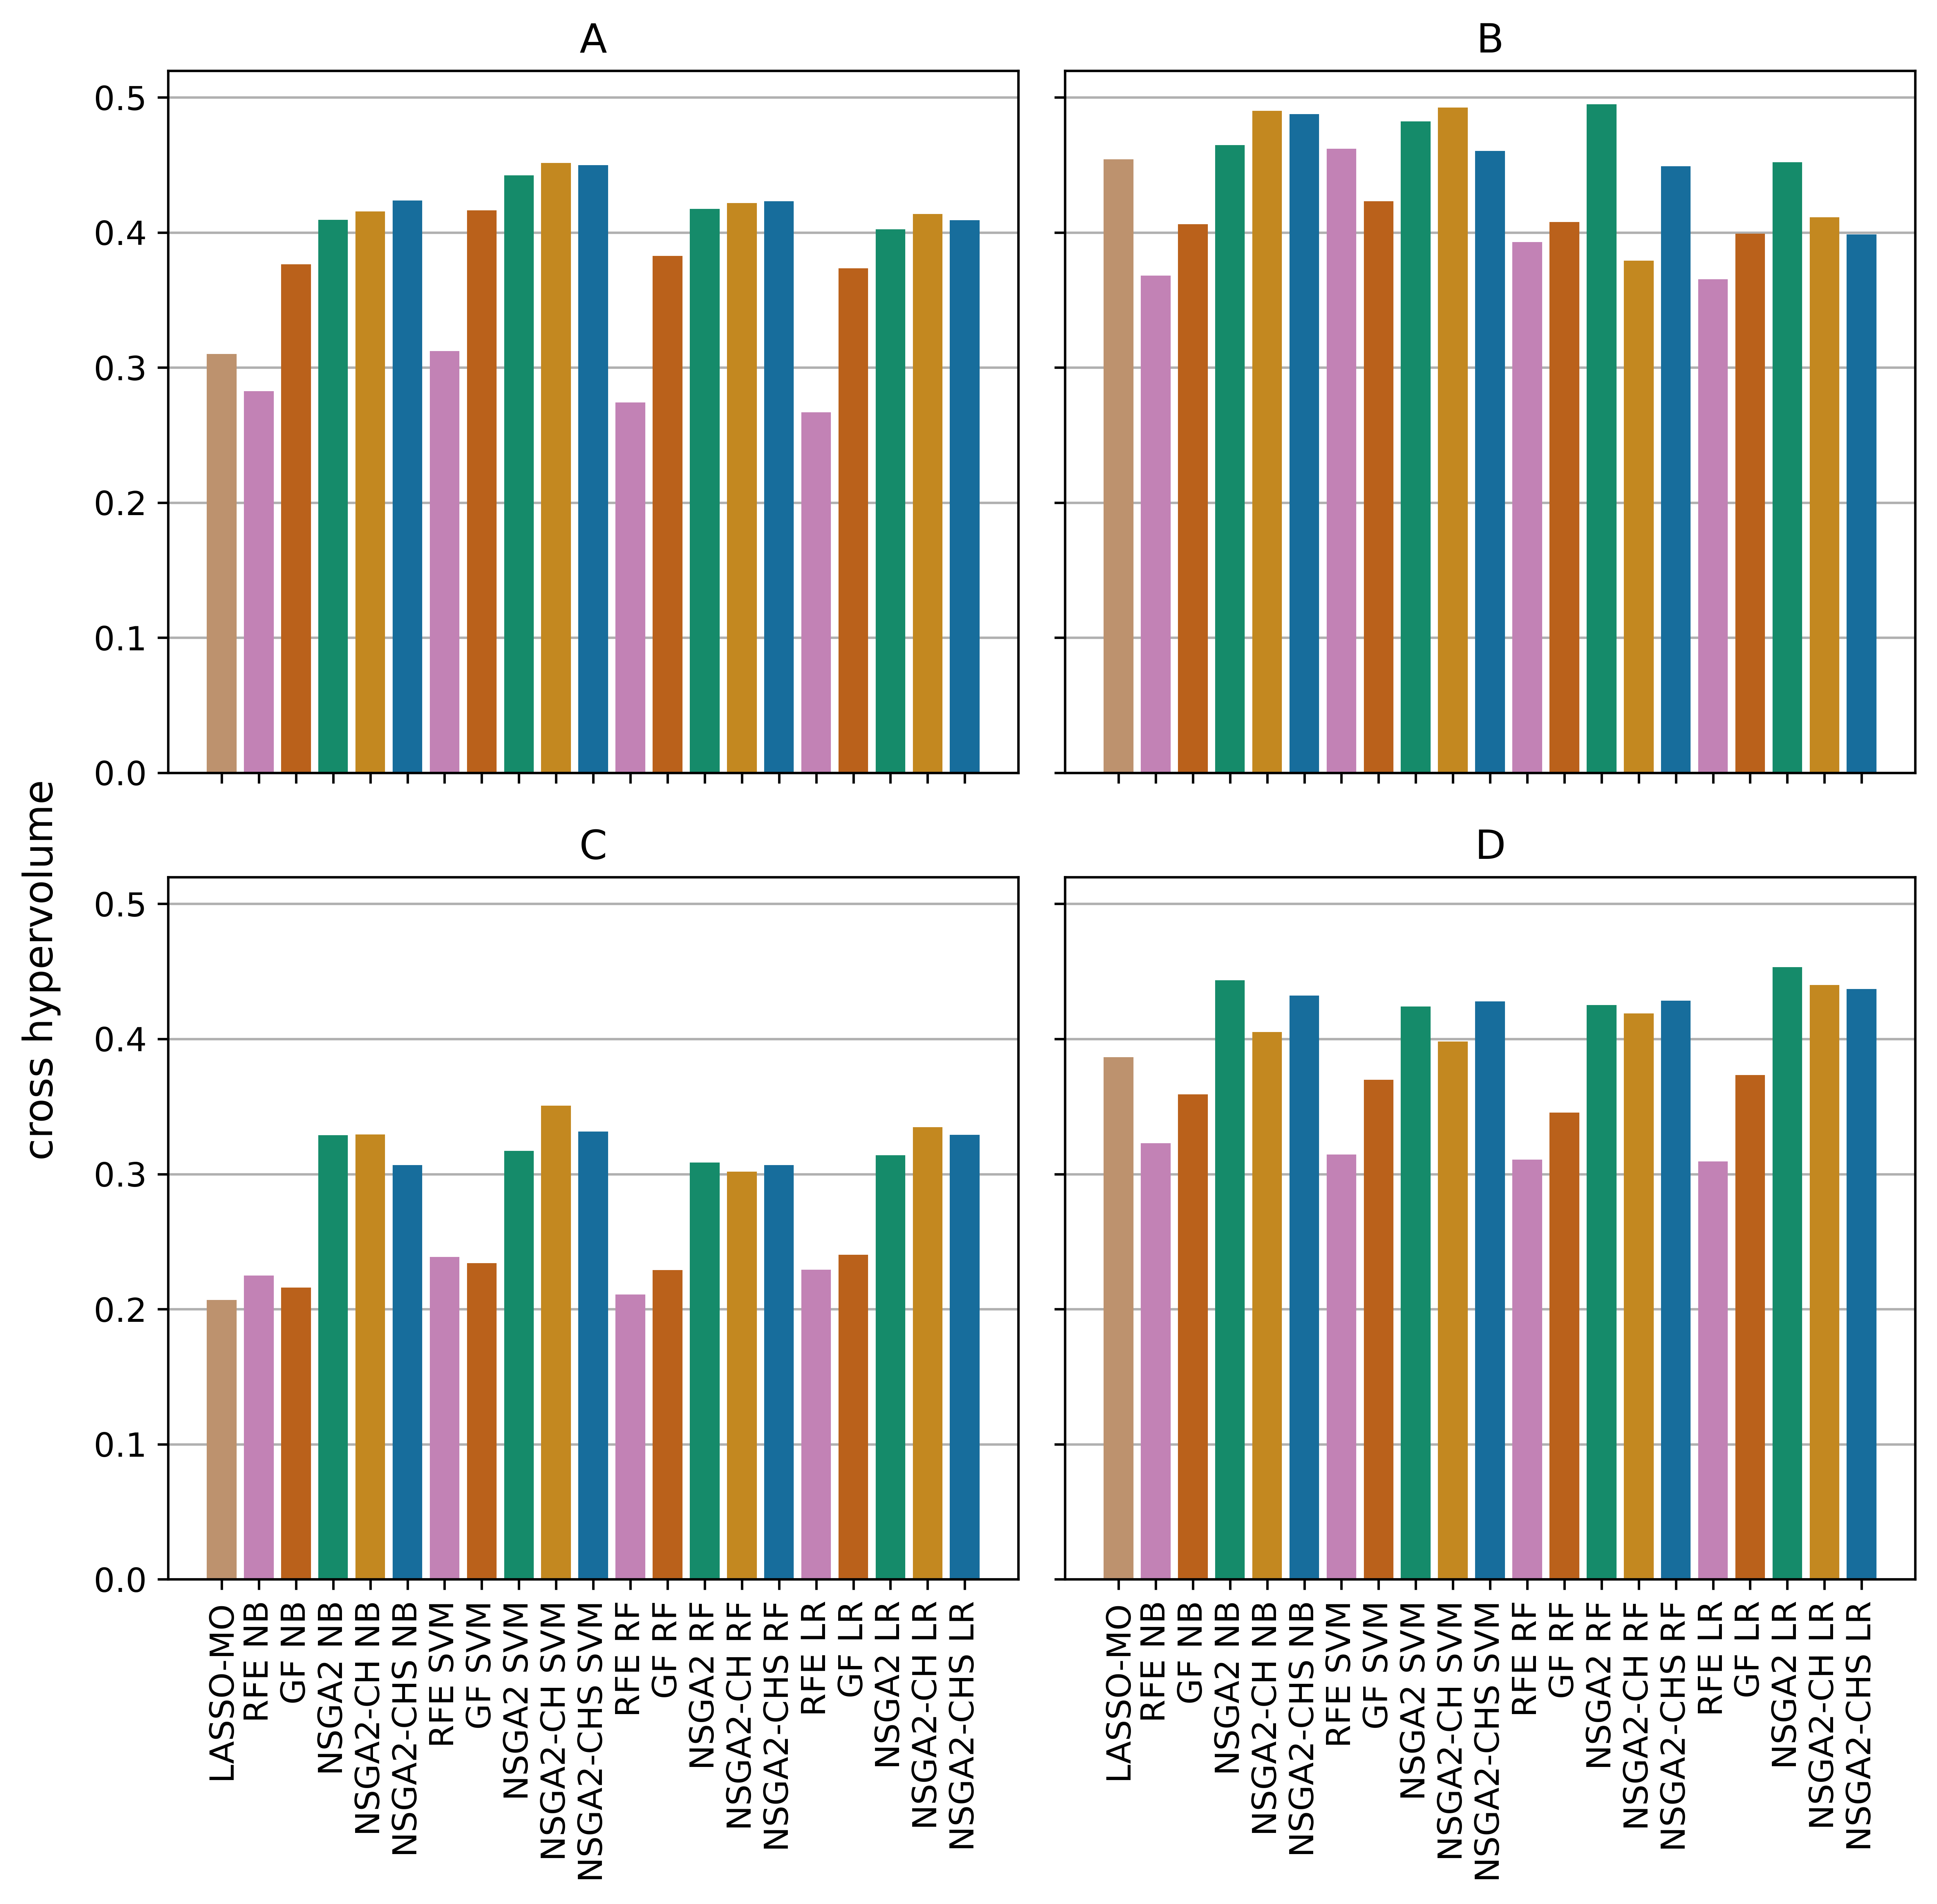 A
B
0.5
0.4
0.3
0.2
0.1
0.0
cross hypervolume
C
D
0.5
0.4
0.3
0.2
0.1
0.0
LASSO-MO
RFE NB
GF NB
NSGA2 NB
NSGA2-CH NB
NSGA2-CHS NB
RFE SVM
GF SVM
NSGA2 SVM
NSGA2-CH SVM
NSGA2-CHS SVM
RFE RF
GF RF
NSGA2 RF
NSGA2-CH RF
NSGA2-CHS RF
RFE LR
GF LR
NSGA2 LR
NSGA2-CH LR
NSGA2-CHS LR
LASSO-MO
RFE NB
GF NB
NSGA2 NB
NSGA2-CH NB
NSGA2-CHS NB
RFE SVM
GF SVM
NSGA2 SVM
NSGA2-CH SVM
NSGA2-CHS SVM
RFE RF
GF RF
NSGA2 RF
NSGA2-CH RF
NSGA2-CHS RF
RFE LR
GF LR
NSGA2 LR
NSGA2-CH LR
NSGA2-CHS LR